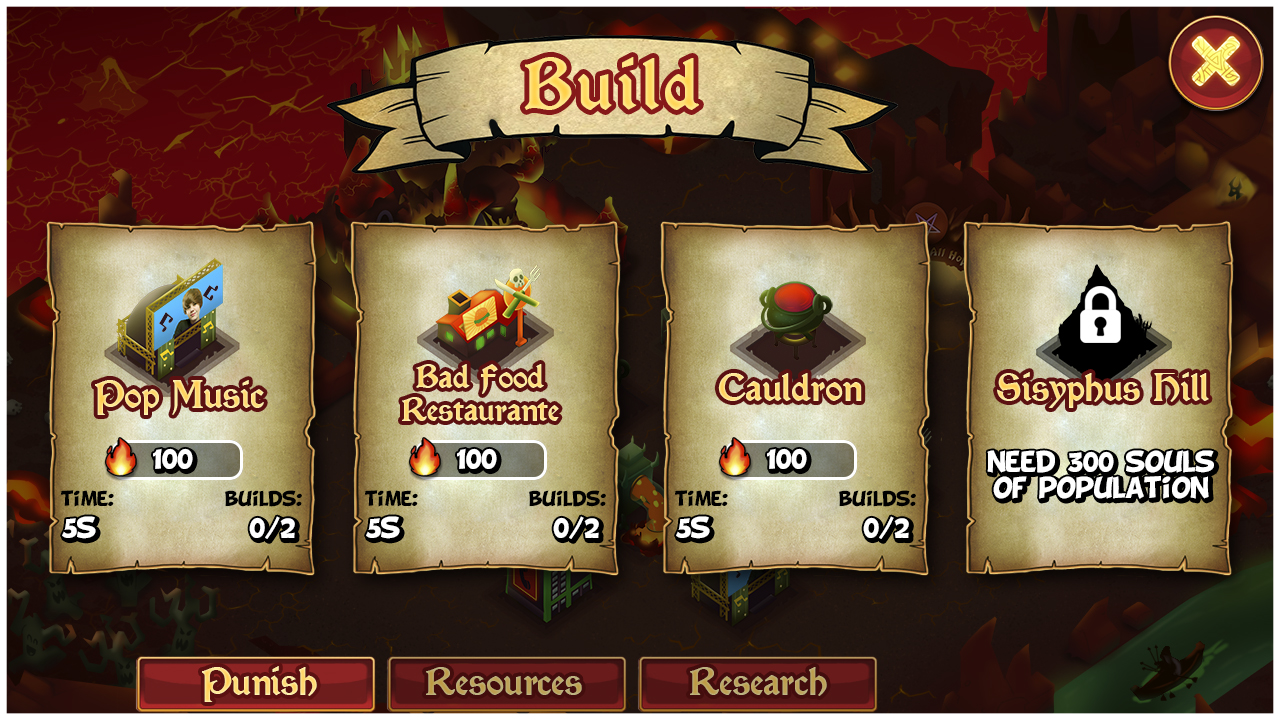 Build
Pop Music
100
TIME:
BUILDS:
5S
0/2
Bad Food
Restaurante
100
TIME:
BUILDS:
5S
0/2
Cauldron
100
TIME:
BUILDS:
5S
0/2
Sisyphus Hill
NEED 300 SOULS
OF POPULATION
Punish
Resources
Research